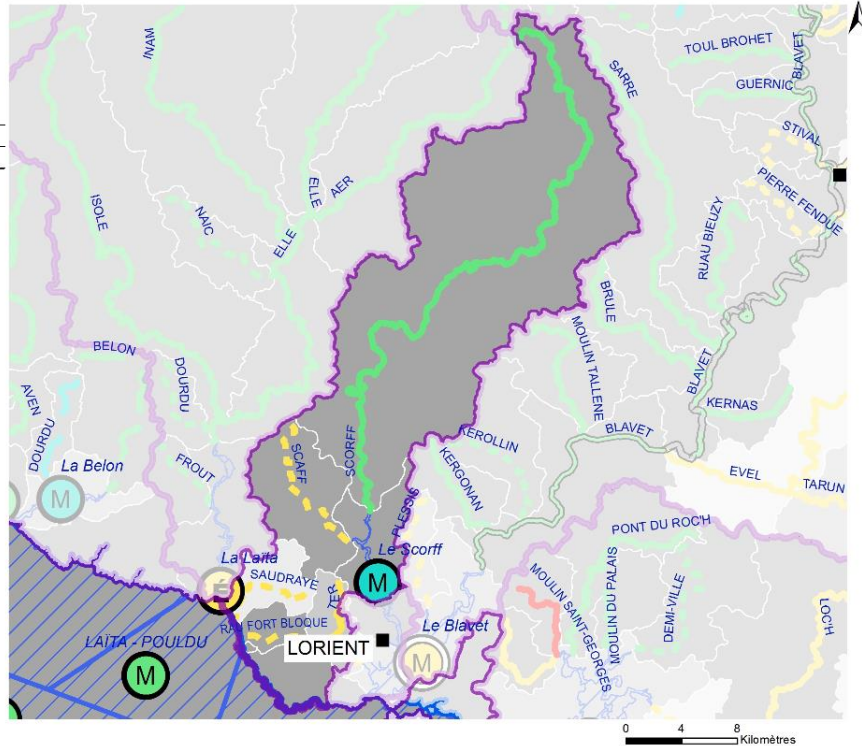 INAM
TOUL BROHET
BLAVET
SARRE
GUERNIC
STIVAL
ELLE
AER
PIERRE FENDUE
ISOLE
NAIC
ELLE
RUAU BIEUZY
BRULE
BELON
MOULIN TALLENE
BLAVET
DOURDU
AVEN
DOURDU
KERNAS
La Belon
M
SCAFF
SCORFF
KEROLLIN
BLAVET
FROUT
KERGONAN
EVEL
TARUN
PLESSIS
PONT DU ROC'H
La Laïta
Le Scorff
É
SAUDRAYE
M
MOULIN SAINT-GEORGES
MOULIN DU PALAIS
DEMI-VILLE
LOC'H
TER
Le Blavet
FORT BLOQUE
LAÏTA - POULDU
LORIENT
M
M
0 4 8
Kilomètres